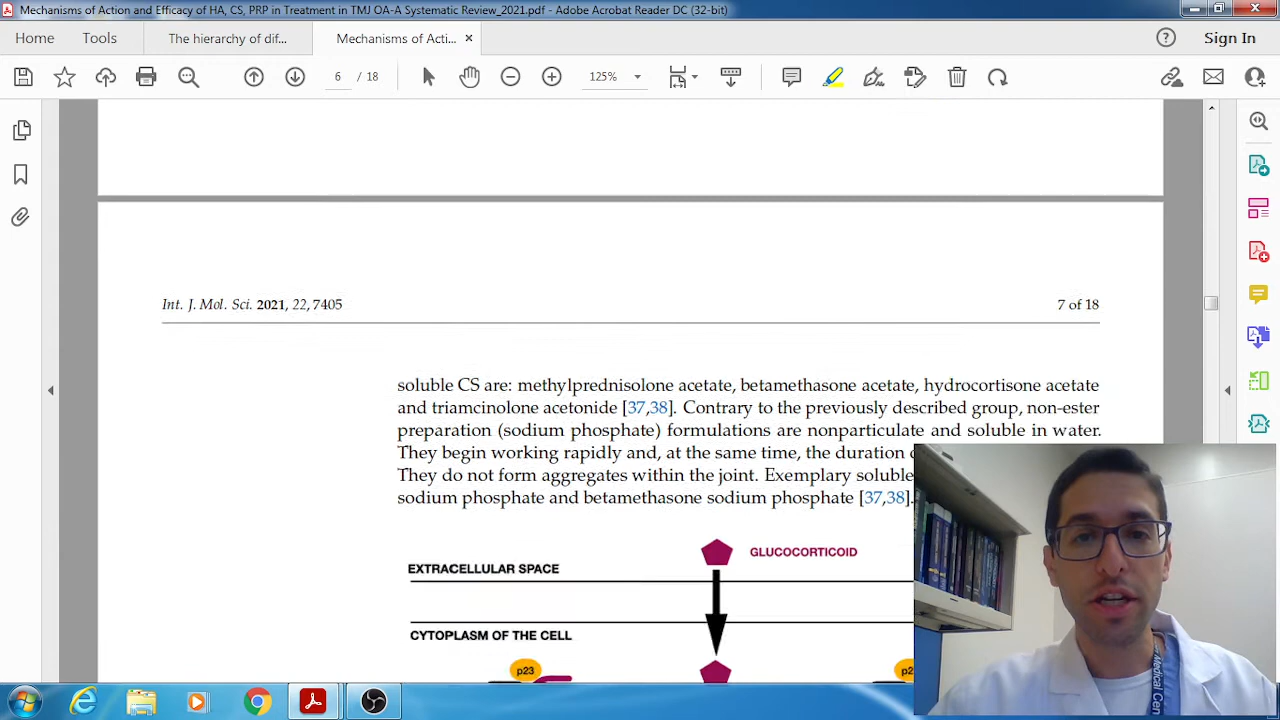 Mechanisms of Action and Efficacy of HA, CS, PRP in Treatment in TMJ OA-A Systematic Review_2021.pdf - Adobe Acrobat Reader DC (32-bit)
Home Tools The hierarchy of dif... Mechanisms of Acti... × Sign In
6 / 18 125%
Int. J. Mol. Sci. 2021, 22, 7405 7 of 18
soluble CS are: methylprednisolone acetate, betamethasone acetate, hydrocortisone acetate
and triamcinolone acetonide [37,38]. Contrary to the previously described group, non-ester
preparation (sodium phosphate) formulations are nonparticulate and soluble in water.
They begin working rapidly and, at the same time, the duration
They do not form aggregates within the joint. Exemplary soluble
sodium phosphate and betamethasone sodium phosphate [37,38].
GLUCOCORTICOID
EXTRACELLULAR SPACE
CYTOPLASM OF THE CELL
p23
Medical Cen